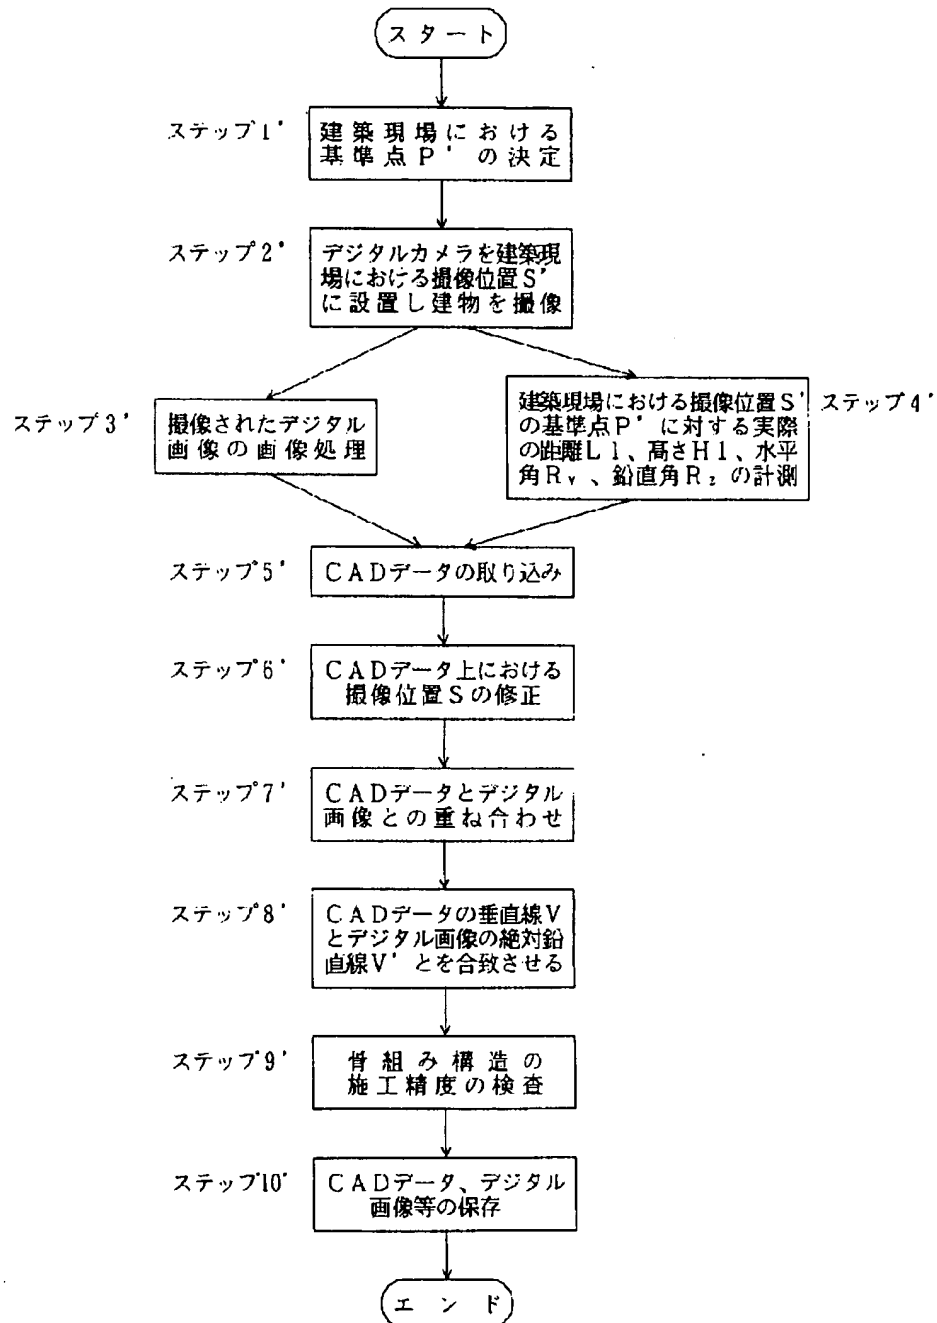 スタート
ステップ1'
建築現場における
基準点P'の決定
ステップ2'
デジタルカメラを建築現
場における撮像位置S'
に設置し建物を撮像
ステップ3'
撮像されたデジタル
画像の画像処理
建築現場における撮像位置S'
の基準点P'に対する実際
の距離L1、高さH1、水平
角Ry、鉛直角Rzの計測
ステップ4'
ステップ5'
CADデータの取り込み
ステップ6'
CADデータ上における
撮像位置Sの修正
ステップ7'
CADデータとデジタル
画像との重ね合わせ
ステップ8'
CADデータの垂直線V
とデジタル画像の絶対鉛
直線V'とを合致させる
ステップ9'
骨組み構造の
施工精度の検査
ステップ10'
CADデータ、デジタル
画像等の保存
エンド